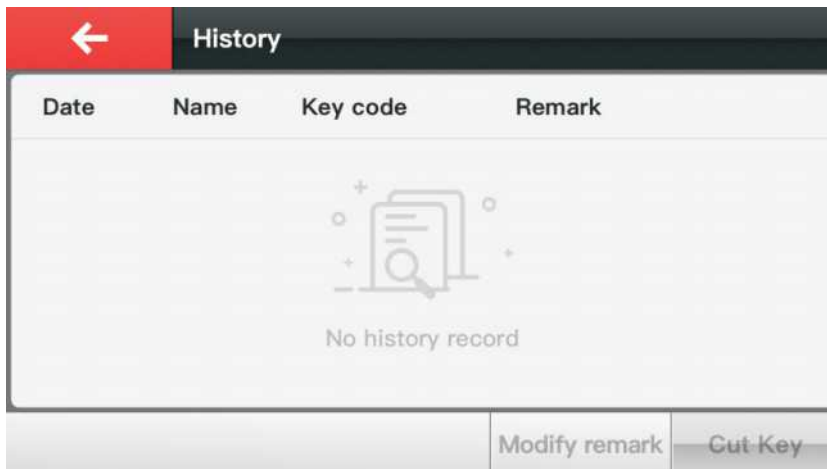 History
Date Name Key code Remark
No history record
Modify remark Cut Key